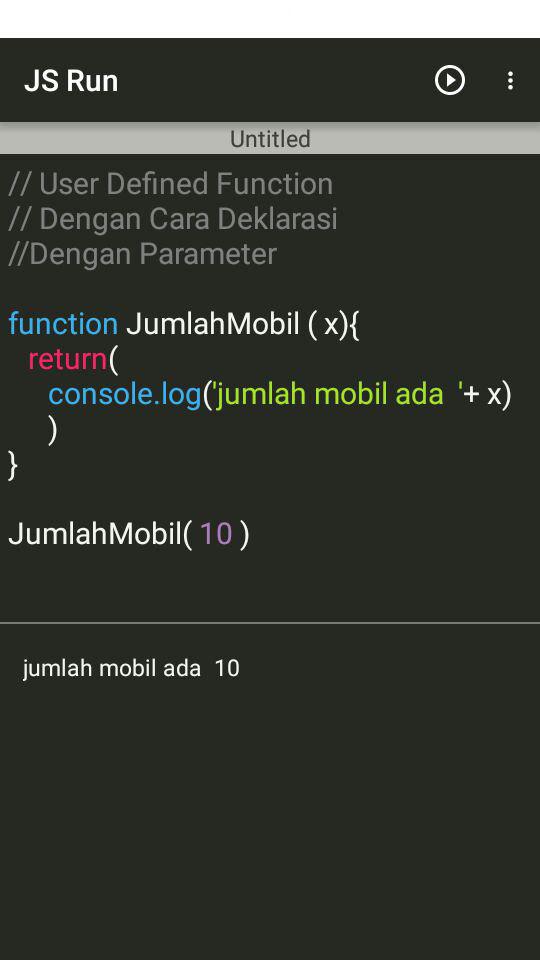 JS Run
Untitled
// User Defined Function
// Dengan Cara Deklarasi
//Dengan Parameter
function JumlahMobil ( x){
return(
console.log('jumlah mobil ada  '+ x)
)
}
JumlahMobil( 10 )
jumlah mobil ada  10